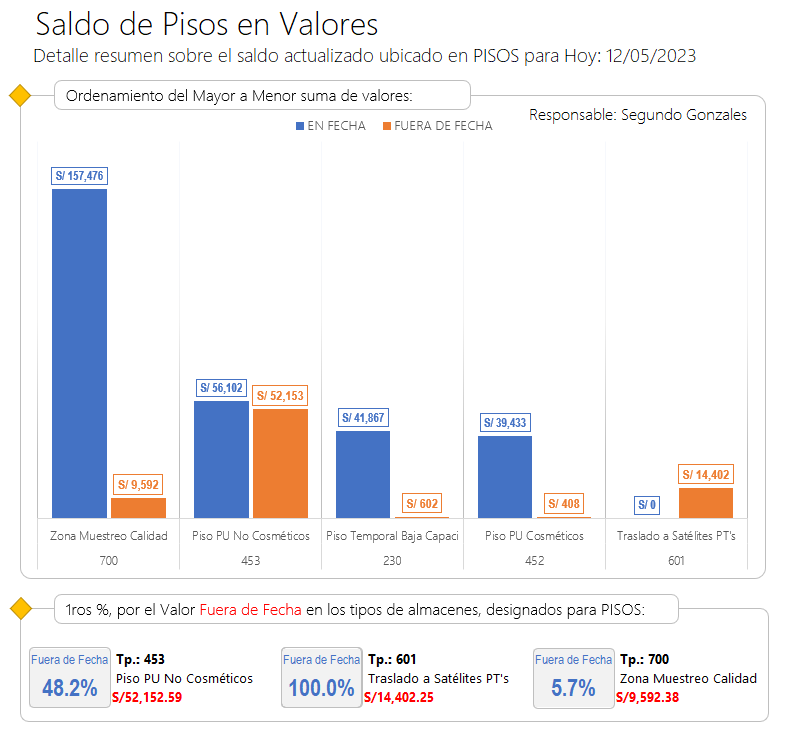 Saldo de Pisos en Valores
Detalle resumen sobre el saldo actualizado ubicado en PISOS para Hoy: 12/05/2023
Ordenamiento del Mayor a Menor suma de valores:
Responsable: Segundo Gonzales
EN FECHA FUERA DE FECHA
S/ 157,476
S/ 9,592
S/ 56,102
S/ 52,153
S/ 41,867
S/ 602
S/ 39,433
S/ 408
S/ 0
S/ 14,402
Zona Muestreo Calidad Piso PU No Cosméticos Piso Temporal Baja Capaci Piso PU Cosméticos Traslado a Satélites PT's
700 453 230 452 601
1ros %, por el Valor Fuera de Fecha en los tipos de almacenes, designados para PISOS:
Fuera de Fecha
48.2%
Tp.: 453
Piso PU No Cosméticos
S/52,152.59
Fuera de Fecha
100.0%
Tp.: 601
Traslado a Satélites PT's
S/14,402.25
Fuera de Fecha
5.7%
Tp.: 700
Zona Muestreo Calidad
S/9,592.38